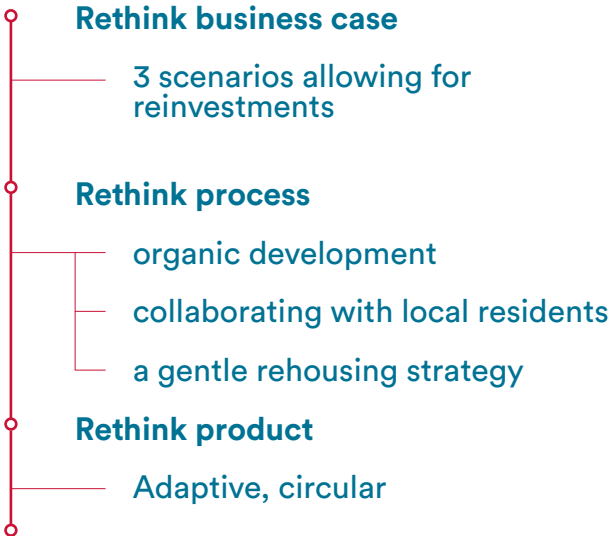 Rethink business case
3 scenarios allowing for
reinvestments
Rethink process
organic development
collaborating with local residents
a gentle rehousing strategy
Rethink product
Adaptive, circular